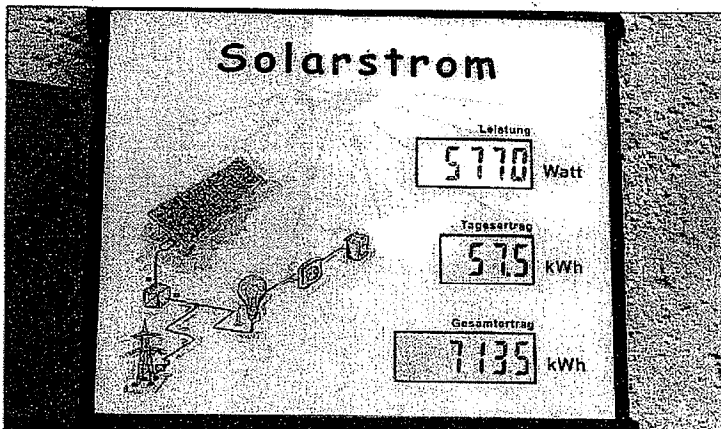 Solarstrom
Leistung
5770 Watt
Tagesertrag
57.5 kWh
Gesamtertrag
7135 kWh